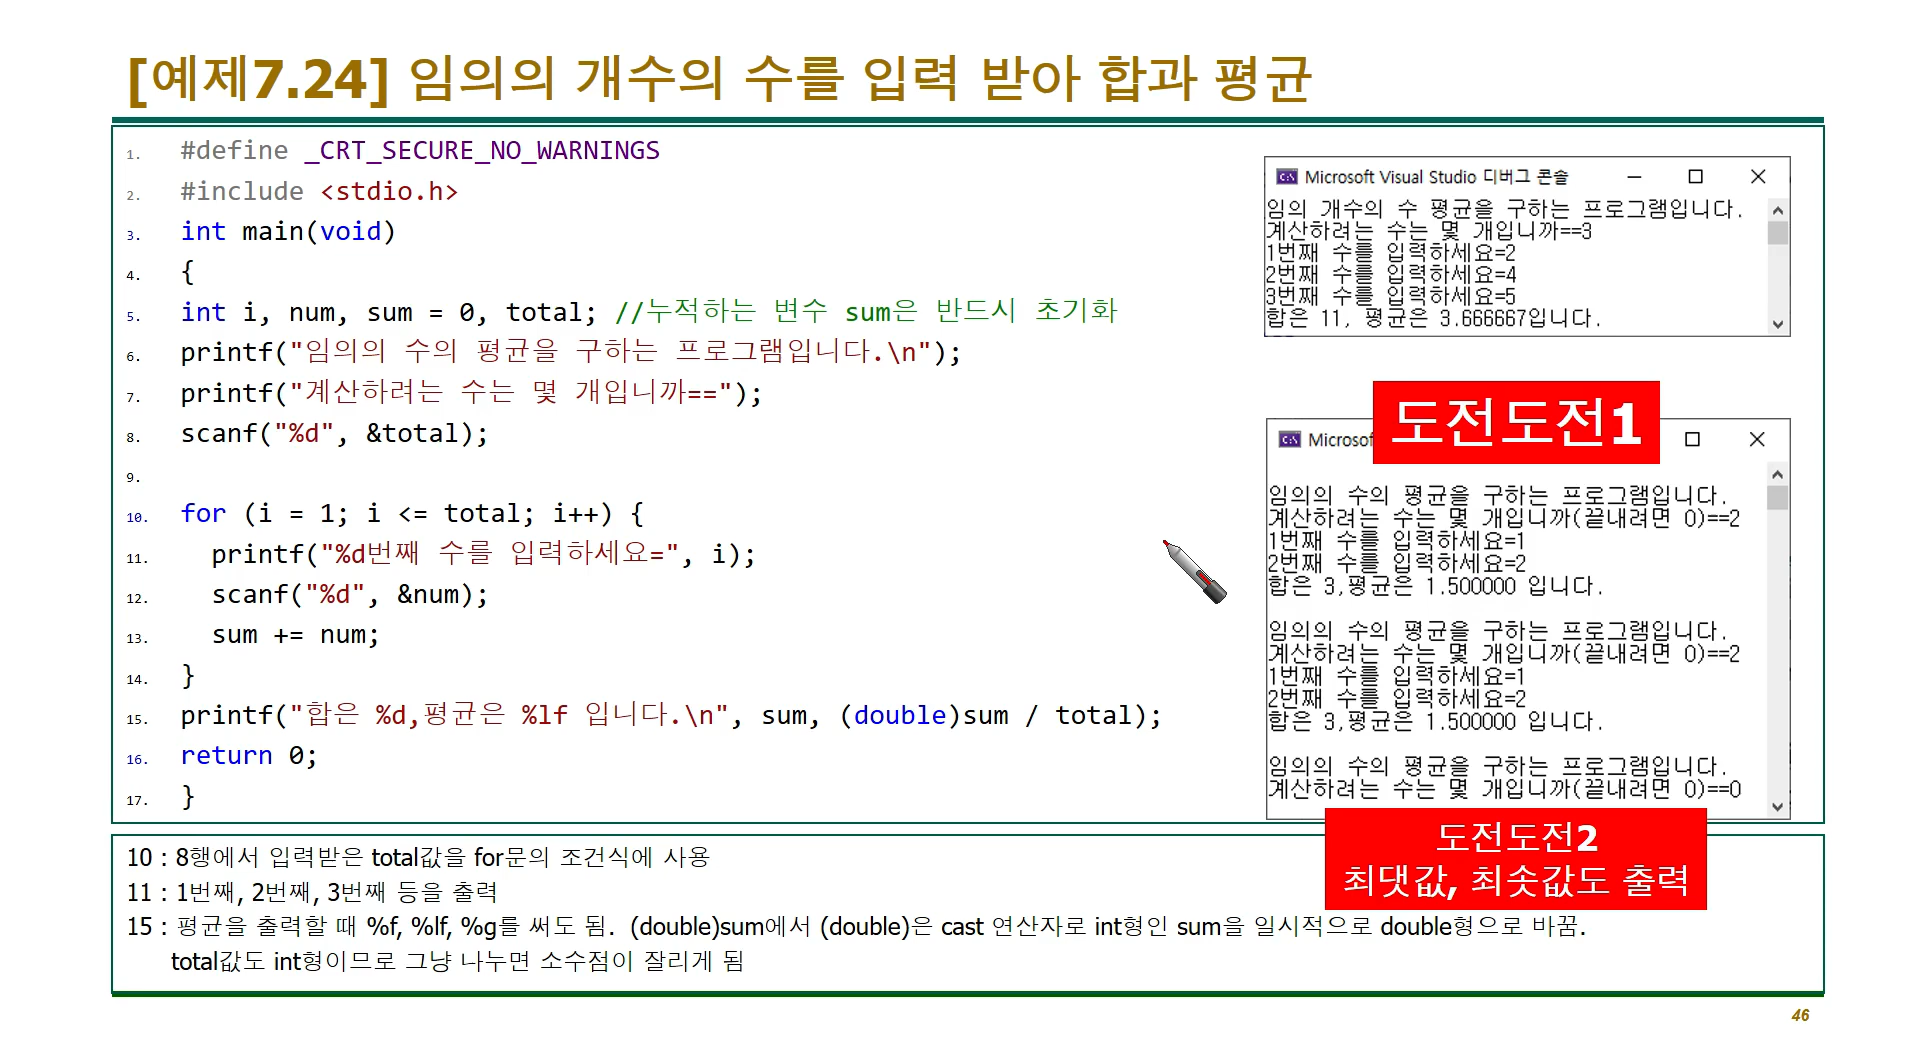 [예제7.24] 임의의 개수의 수를 입력 받아 합과 평균
1. #define _CRT_SECURE_NO_WARNINGS
2. #include <stdio.h>
3. int main(void)
4. {
5. int i, num, sum = 0, total; //누적하는 변수 sum은 반드시 초기화
6. printf("임의의 수의 평균을 구하는 프로그램입니다.\n");
7. printf("계산하려는 수는 몇 개입니까==");
8. scanf("%d", &total);
9.
10. for (i = 1; i <= total; i++) {
11. printf("%d번째 수를 입력하세요=", i);
12. scanf("%d", &num);
13. sum += num;
14. }
15. printf("합은 %d,평균은 %lf 입니다.\n", sum, (double)sum / total);
16. return 0;
17. }
Microsoft Visual Studio 디버그 콘솔
임의 개수의 수 평균을 구하는 프로그램입니다.
계산하려는 수는 몇 개입니까==3
1번째 수를 입력하세요=2
2번째 수를 입력하세요=4
3번째 수를 입력하세요=5
합은 11, 평균은 3.666667입니다.
도전도전1
Microsof
임의의 수의 평균을 구하는 프로그램입니다.
계산하려는 수는 몇 개입니까(끝내려면 0)==2
1번째 수를 입력하세요=1
2번째 수를 입력하세요=2
합은 3,평균은 1.500000 입니다.
임의의 수의 평균을 구하는 프로그램입니다.
계산하려는 수는 몇 개입니까(끝내려면 0)==2
1번째 수를 입력하세요=1
2번째 수를 입력하세요=2
합은 3,평균은 1.500000 입니다.
임의의 수의 평균을 구하는 프로그램입니다.
계산하려는 수는 몇 개입니까(끝내려면 0)==0
도전도전2
최댓값, 최솟값도 출력
10 : 8행에서 입력받은 total값을 for문의 조건식에 사용
11 : 1번째, 2번째, 3번째 등을 출력
15 : 평균을 출력할 때 %f, %lf, %g를 써도 됨. (double)sum에서 (double)은 cast 연산자로 int형인 sum을 일시적으로 double형으로 바꿈.
total값도 int형이므로 그냥 나누면 소수점이 잘리게 됨
46